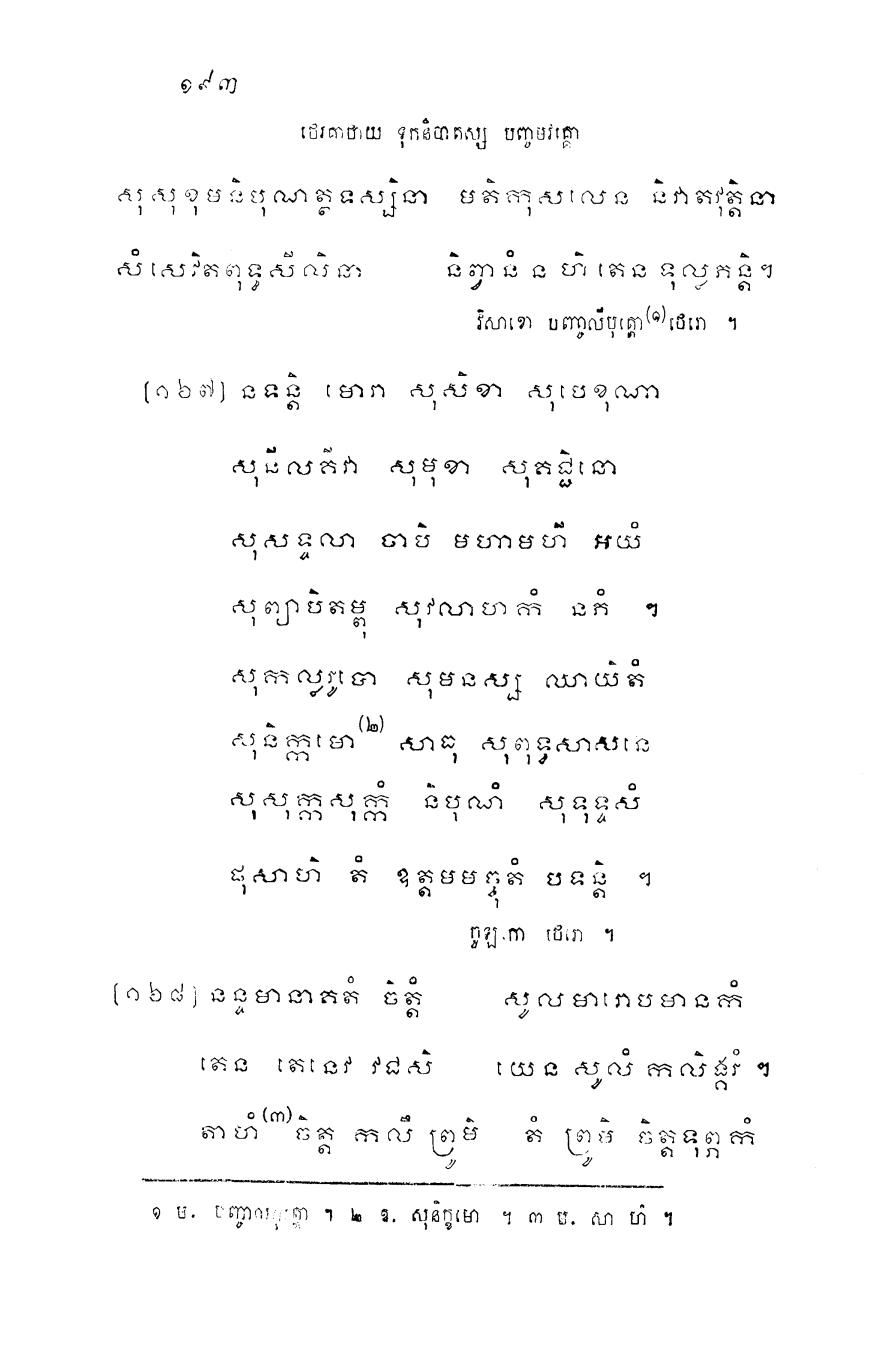 ១៩៣
ថេរគាថាយ ទុកនិបាតស្ស បញ្ចមវគ្គោ
សុសុខុមនិបុណត្ថទស្សិនា មតិកុសលេន និវាតវុត្តិនា
សំសេវិតពុទ្ធសីលិនា និព្វានំ ន ហិ តេន ទុល្លភន្តិ។
វិសាខោ បញ្ចាលីបុត្តោ(១)ថេរោ ។
[១៦៧] នទន្តិ មោរា សុសិខា សុបេខុណា
សុនីលគីវា សុមុខា សុគជ្ជិនោ
សុសទ្ទលា ចាបិ មហាមហី អយំ
សុព្យាបិតម្ពុ សុវលាហកំ នភំ ។
សុកល្លរូបោ សុមនស្ស ឈាយិតំ
សុនិក្កមោ(២) សាធុ សុពុទ្ធសាសនេ
សុសុក្កសុក្កំ និបុណំ សុទុទ្ទសំ
ផុសាហិ តំ ឧត្តមមច្ចុតំ បទន្តិ ។
ចូឡកា ថេរោ ។
[១៦៨] នន្ទមានាគតំ ចិត្តំ សូលមារោបមានកំ
តេន តេនេវ វជសិ យេន សូលំ កលិង្គរំ ។
តាហំ(៣)ចិត្ត កលឹ ព្រូមិ តំ ព្រូមិ ចិត្តទុព្ភកំ
១ ម. បញ្ចាលបុត្តោ ។ ២ ឧ. សុនិក្ខមោ ។ ៣ ប. សា ហំ ។